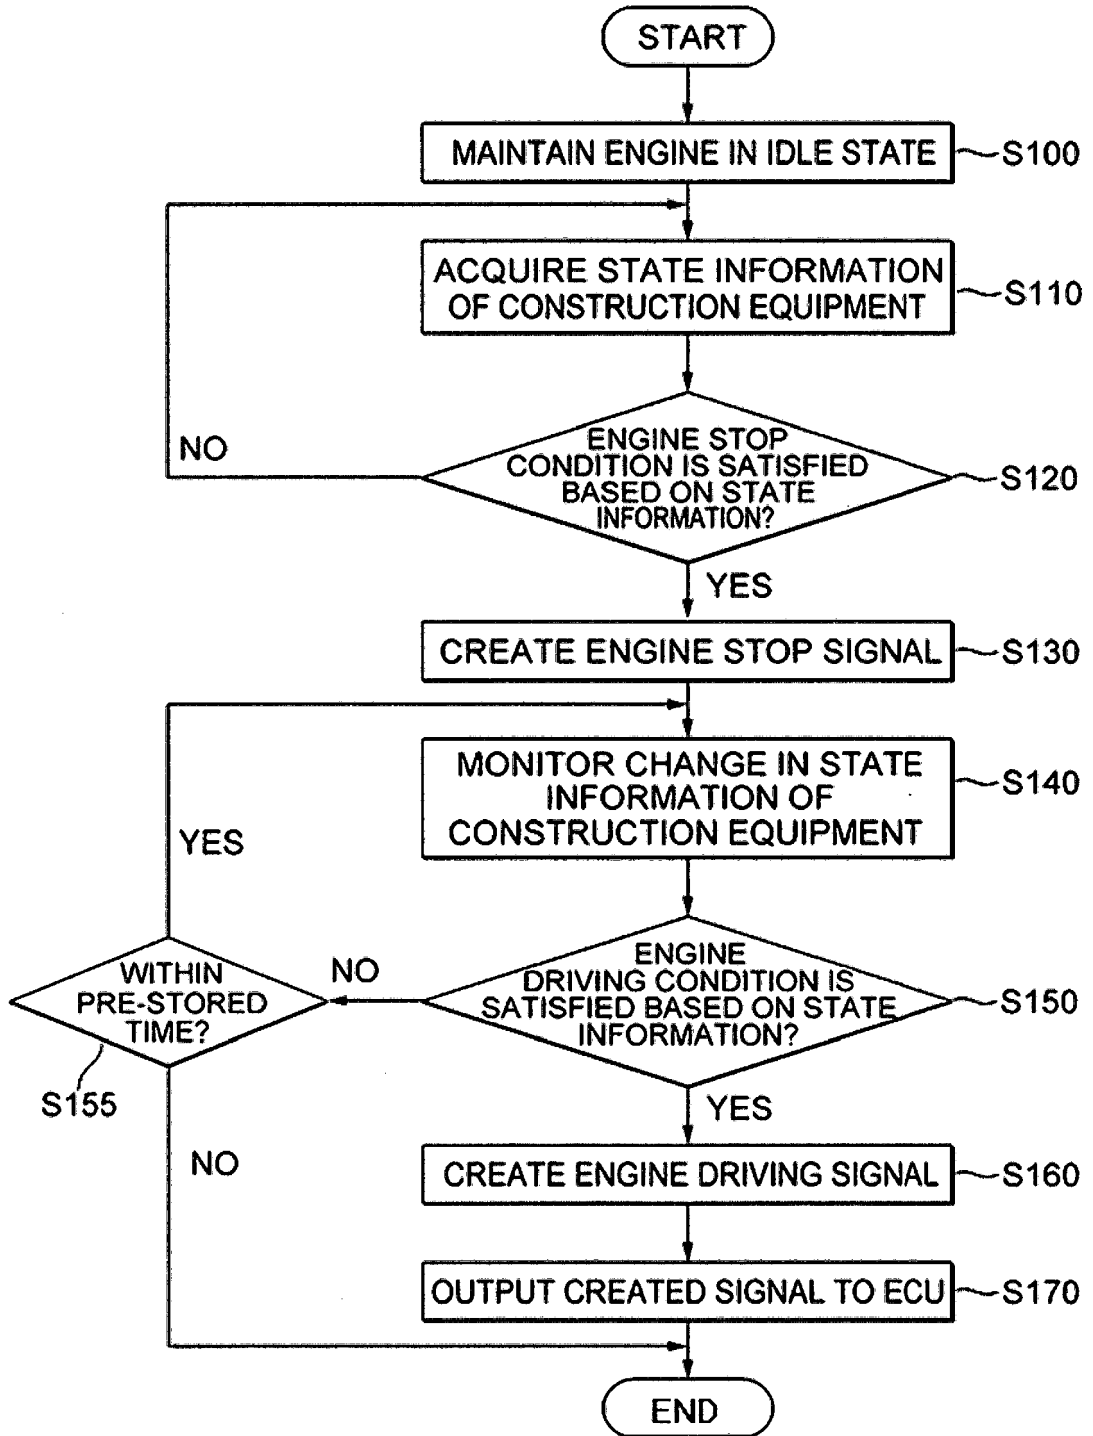 START
MAINTAIN ENGINE IN IDLE STATE
S100
ACQUIRE STATE INFORMATION
OF CONSTRUCTION EQUIPMENT
S110
ENGINE STOP
CONDITION IS SATISFIED
BASED ON STATE
INFORMATION?
S120
NO
YES
CREATE ENGINE STOP SIGNAL
S130
MONITOR CHANGE IN STATE
INFORMATION OF
CONSTRUCTION EQUIPMENT
S140
YES
ENGINE
DRIVING CONDITION IS
SATISFIED BASED ON STATE
INFORMATION?
S150
NO
WITHIN
PRE-STORED
TIME?
S155
YES
NO
CREATE ENGINE DRIVING SIGNAL
S160
OUTPUT CREATED SIGNAL TO ECU
S170
END